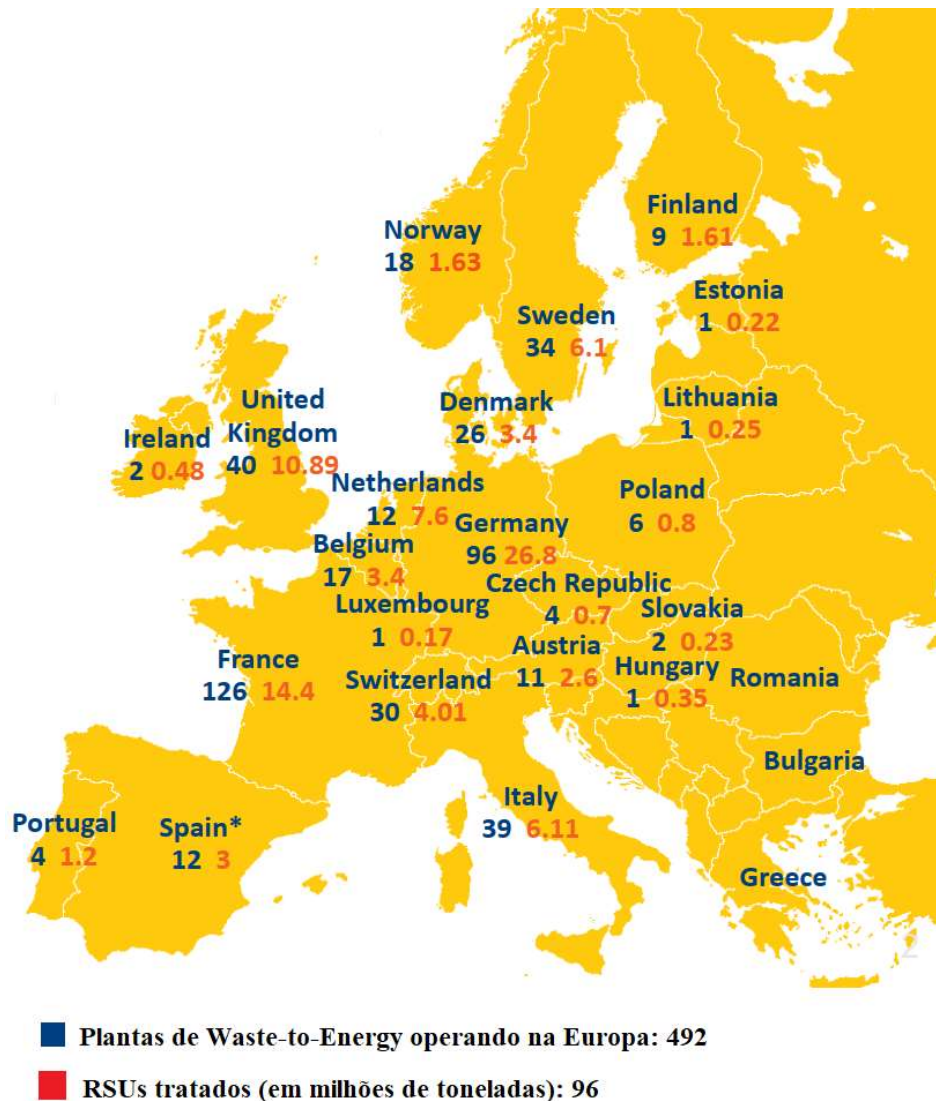 Finland
9 1.61
Norway
18 1.63
Estonia
1 0.22
Sweden
34 6.1
Lithuania
1 0.25
Denmark
26 3.4
United
Kingdom
40 10.89
Ireland
2 0.48
Netherlands
12 7.6
Poland
6 0.8
Germany
96 26.8
Belgium
17 3.4
Czech Republic
4 0.7
Luxembourg
1 0.17
Slovakia
2 0.23
Austria
11 2.6
France
126 14.4
Switzerland
30 4.01
Hungary
1 0.35
Romania
Bulgaria
Italy
39 6.11
Portugal
4 1.2
Spain*
12 3
Greece
2
Plantas de Waste-to-Energy operando na Europa: 492
RSUs tratados (em milhões de toneladas): 96